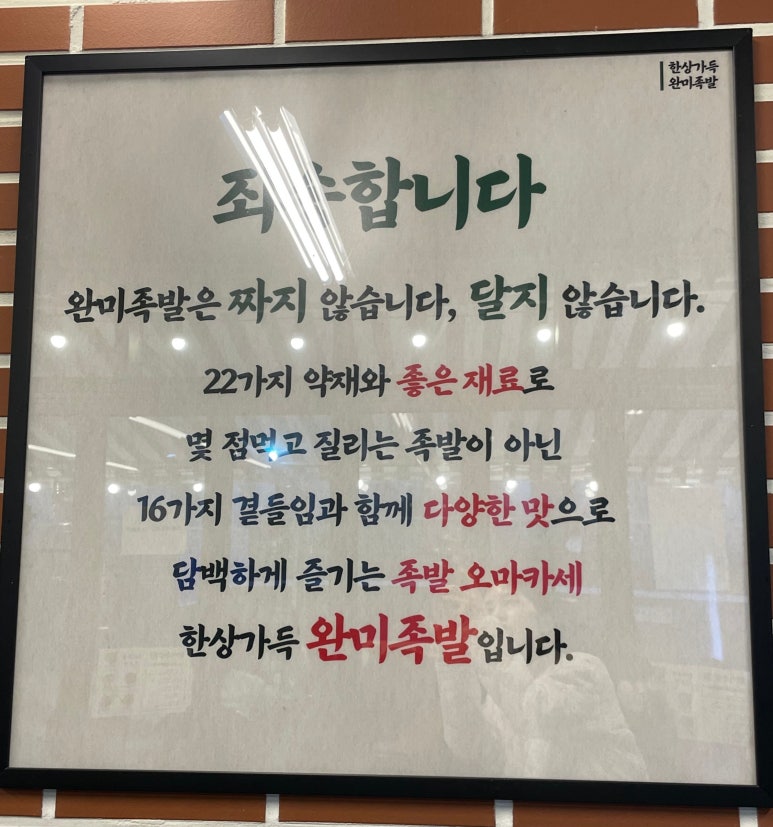 한상가득
완미족발
죄송합니다
완미족발은 짜지 않습니다, 달지 않습니다.
22가지 약재와 좋은 재료로
몇 점먹고 질리는 족발이 아닌
16가지 곁들임과 함께 다양한 맛으로
담백하게 즐기는 족발 오마카세
한상가득 완미족발입니다.